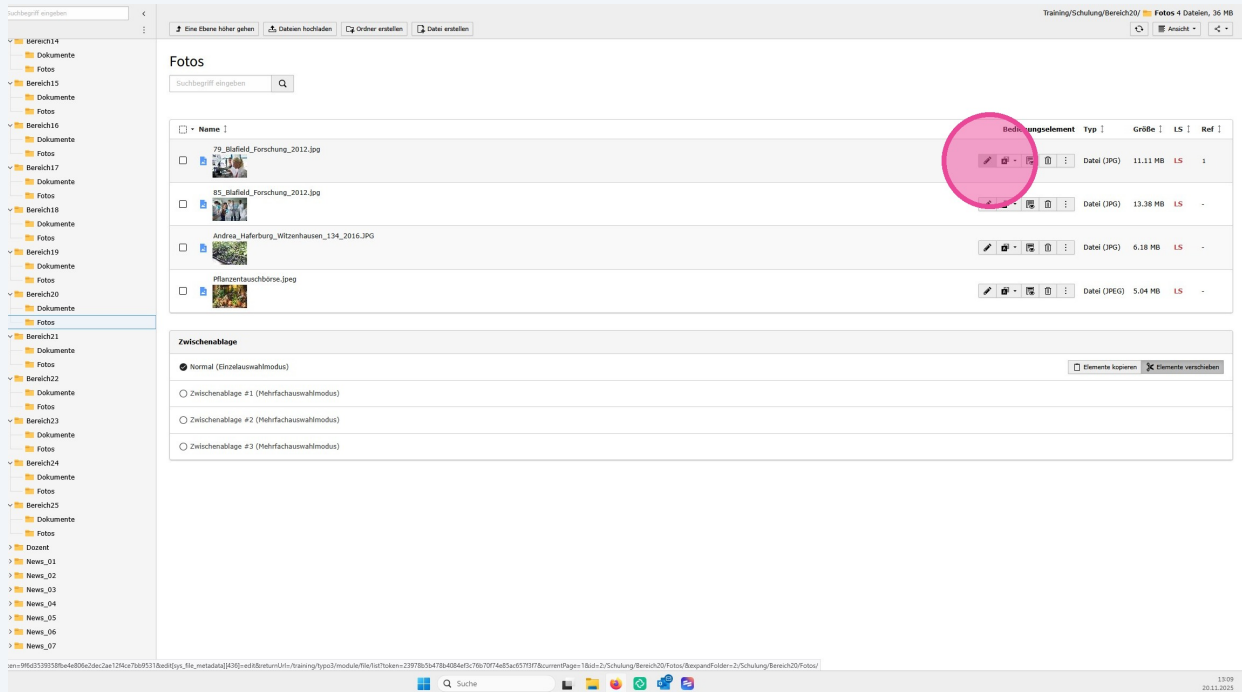 Suchbegriff eingeben
Training/Schulung/Bereich20/ Fotos 4 Dateien, 36 MB
Eine Ebene höher gehen Dateien hochladen Ordner erstellen Datei erstellen
Ansicht
Bereich14
Dokumente
Fotos
Bereich15
Dokumente
Fotos
Bereich16
Dokumente
Fotos
Bereich17
Dokumente
Fotos
Bereich18
Dokumente
Fotos
Bereich19
Dokumente
Fotos
Bereich20
Dokumente
Fotos
Bereich21
Dokumente
Fotos
Bereich22
Dokumente
Fotos
Bereich23
Dokumente
Fotos
Bereich24
Dokumente
Fotos
Bereich25
Dokumente
Fotos
Dozent
News_01
News_02
News_03
News_04
News_05
News_06
News_07
Fotos
Suchbegriff eingeben
Name Bedienungselement Typ Größe LS Ref
79_Blafield_Forschung_2012.jpg Datei (JPG) 11.11 MB LS 1
85_Blafield_Forschung_2012.jpg Datei (JPG) 13.38 MB LS -
Andrea_Haferburg_Witzenhausen_134_2016.JPG Datei (JPG) 6.18 MB LS -
Pflanzentauschbörse.jpeg Datei (JPEG) 5.04 MB LS -
Zwischenablage
Normal (Einzelauswahlmodus) Elemente kopieren Elemente verschieben
Zwischenablage #1 (Mehrfachauswahlmodus)
Zwischenablage #2 (Mehrfachauswahlmodus)
Zwischenablage #3 (Mehrfachauswahlmodus)
Suche
13:09
20.11.2025